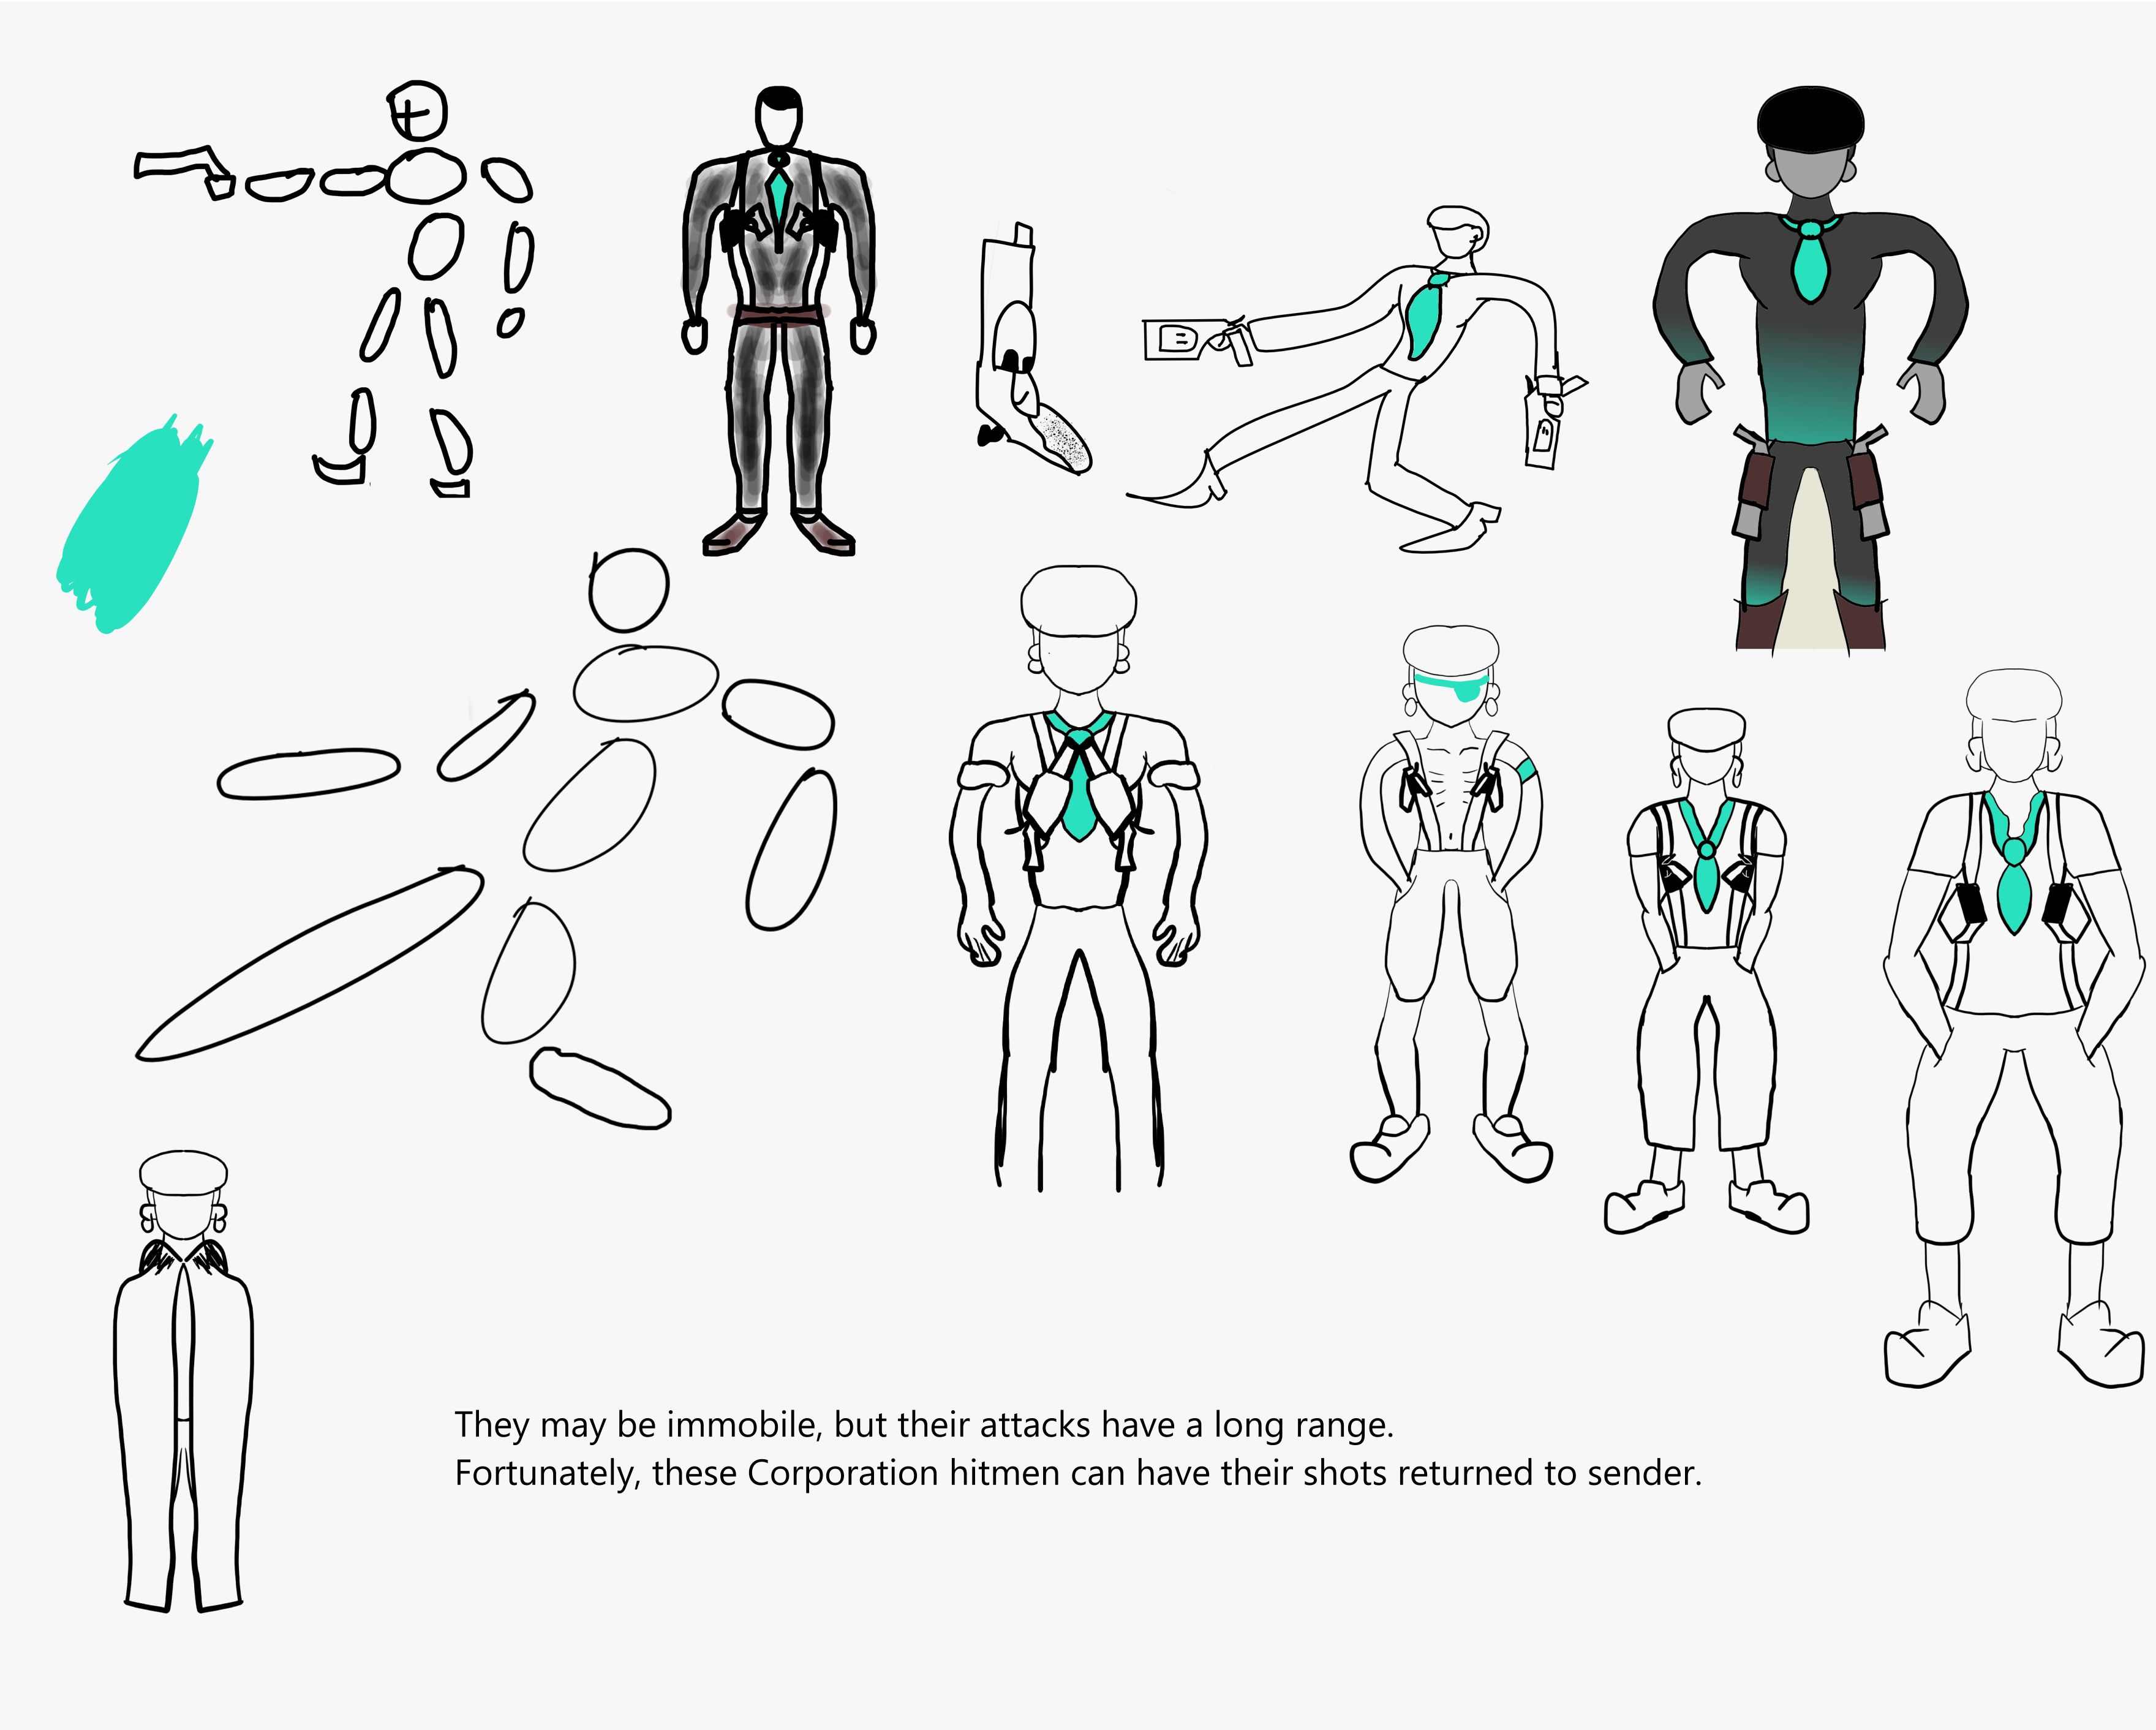 They may be immobile, but their attacks have a long range.
Fortunately, these Corporation hitmen can have their shots returned to sender.